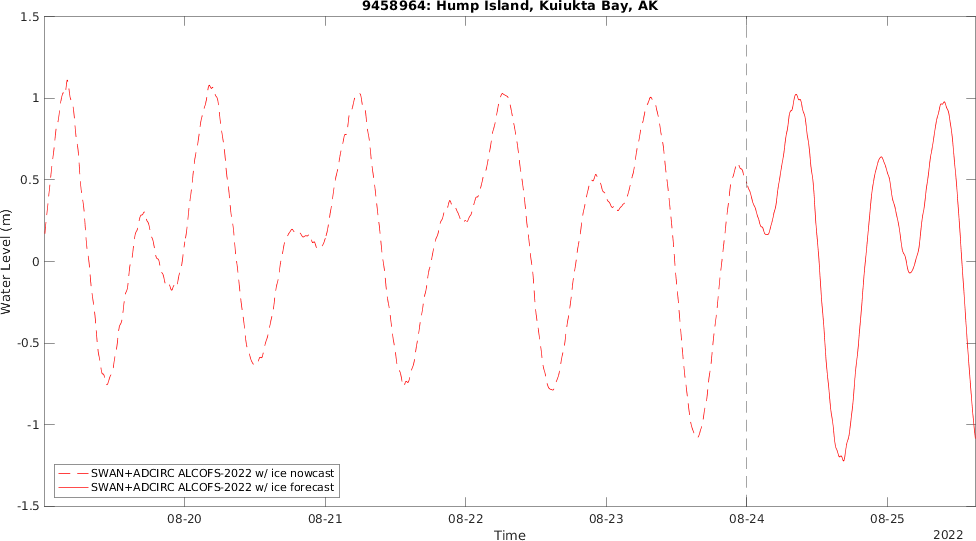 9458964: Hump Island, Kuiukta Bay, AK
1.5
1
0.5
0
-0.5
-1
-1.5
Water Level (m)
SWAN+ADCIRC ALCOFS-2022 w/ ice nowcast
SWAN+ADCIRC ALCOFS-2022 w/ ice forecast
08-20 08-21 08-22 08-23 08-24 08-25
Time
2022